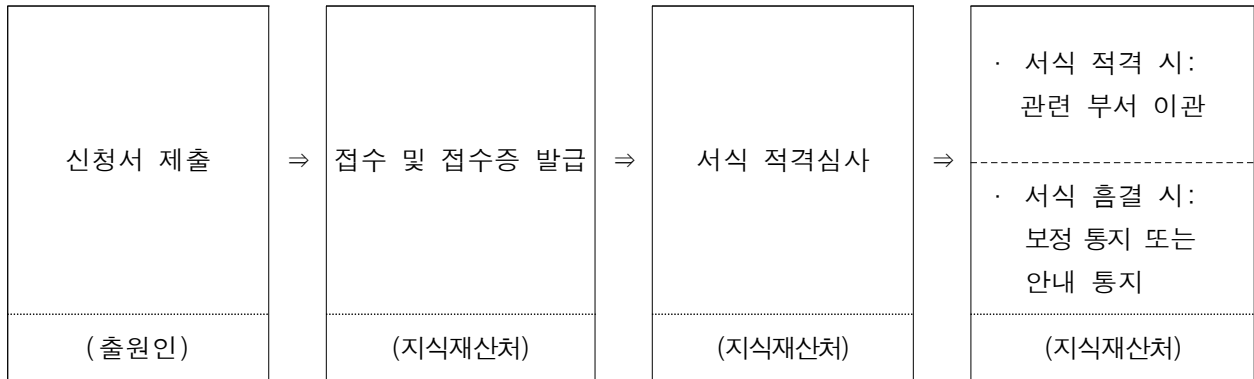 신청서 제출
(출원인)
⇒
접수 및 접수증 발급
(지식재산처)
⇒
서식 적격심사
(지식재산처)
⇒
· 서식 적격 시:
관련 부서 이관
· 서식 흠결 시:
보정 통지 또는
안내 통지
(지식재산처)